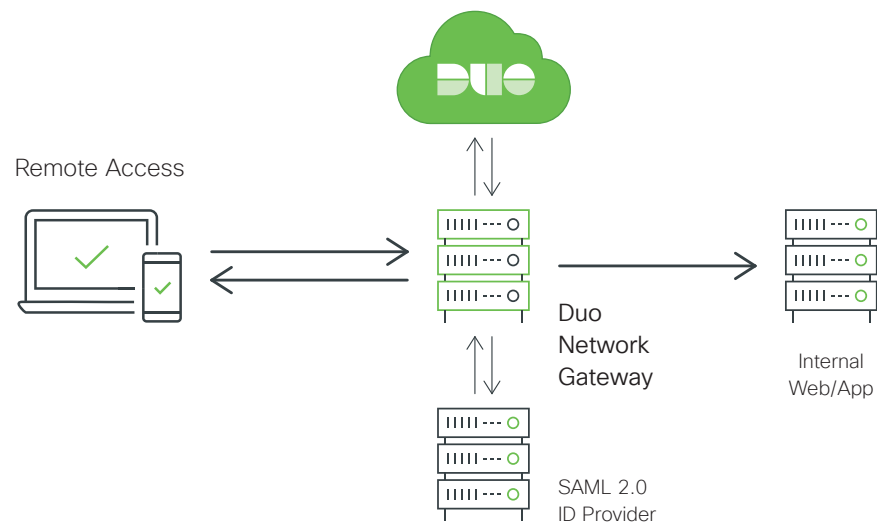 DUO
Remote Access
Duo
Network
Gateway
Internal
Web/App
SAML 2.0
ID Provider